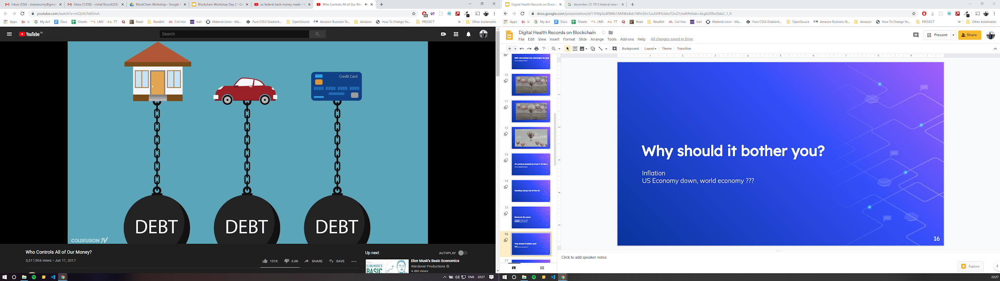 Inbox (556) - sharaisunny@gmai
Inbox (1,058) - vishal16csu422@
BlockChain Workshop - Google D
Blockchain Workshop Day 2 - Go
us federal bank money made - Y
Who Controls All of Our Mon
youtube.com/watch?v=mQUhJTxK5mA
Apps
U
My Act
Docs
Sheets
LMS
TT
Read
Readlist
Col-Hex
trail
Material icons - Ma...
Pure CSS3 Gradient...
OpenSource
Amazon Business St...
Amazon
How To Change Yo...
PROJECT
Other bookmarks
YouTube IN
Search
Credit Card
DEBT
DEBT
DEBT
COLDFUSION TV
Who Controls All of Our Money?
3,517,994 views • Jun 11, 2017
101K
3.6K
SHARE
SAVE
Up next
AUTOPLAY
ELON MUSK'S
BASIC
Elon Musk's Basic Economics
Wendover Productions
4.4M views
ENG
22:27
Digital Health Records on Blockch
december 23 1913 federal reser
docs.google.com/presentation/d/11HVpSz4I9Mb1AMWz4xb1WIn35n1zuGHFfcIshzT2oZY/edit#slide=id.g6209e2fab2_1_0
Apps
U
My Act
Docs
Sheets
LMS
TT
Read
Readlist
Col-Hex
trail
Material icons - Ma...
Pure CSS3 Gradient...
OpenSource
Amazon Business St...
Amazon
How To Change Yo...
PROJECT
Other bookmarks
Digital Health Records on Blockchain
File Edit View Insert Format Slide Arrange Tools Add-ons Help All changes saved in Drive
Present
Share
Background Layout Theme Transition
USD was backed and exchanged for gold
10
11
12
13
All currency backed by trust in US Govt.
14
Creating money out of thin air
15
Banks do the same
16
Why should it bother you?
17
Why should it bother you?
Inflation
US Economy down, world economy ???
001
011
010
16
Click to add speaker notes
Explore
22:27